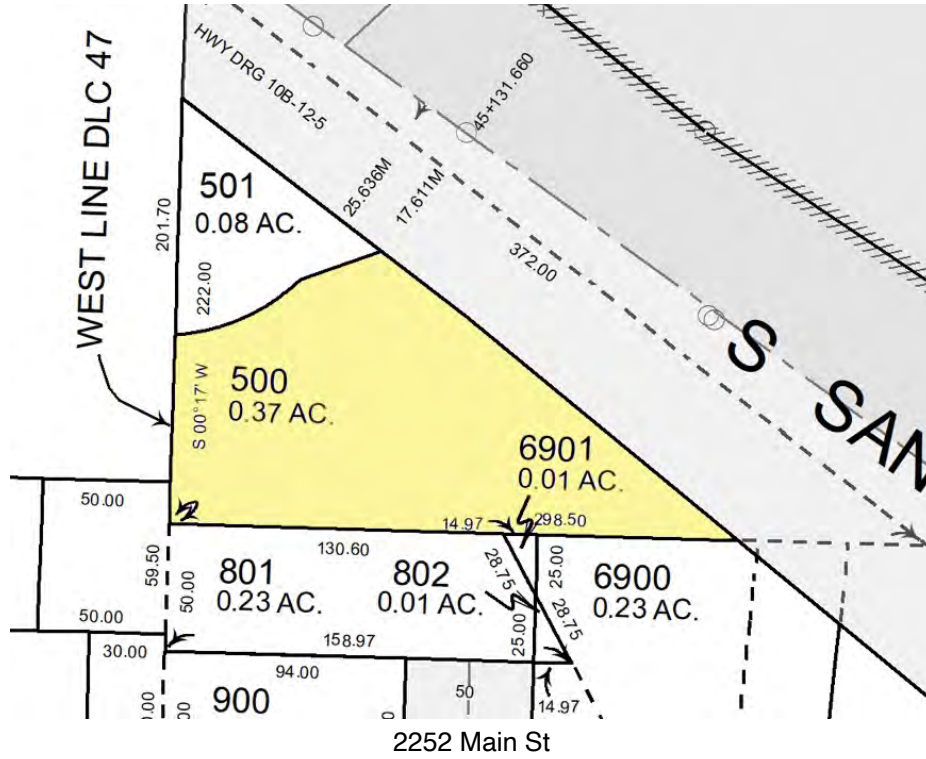 WEST LINE DLC 47
HWY DRG 10B-12-5
45+131.660
25.636M
17.611M
372.00
S SAN
501
0.08 AC.
201.70
222.00
S 00°17' W
500
0.37 AC.
6901
0.01 AC.
50.00
14.97
298.50
130.60
59.50
50.00
801
0.23 AC.
802
0.01 AC.
28.75
25.00
28.75
25.00
6900
0.23 AC.
50.00
30.00
158.97
94.00
900
50
14.97
2252 Main St